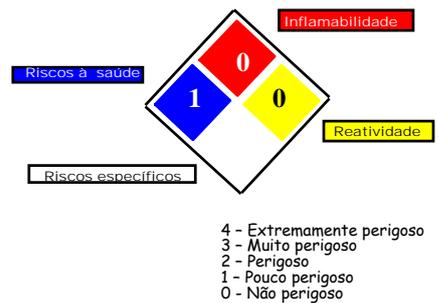 Inflamabilidade
0
Riscos à saúde
1
0
Reatividade
Riscos específicos
4 – Extremamente perigoso
3 – Muito perigoso
2 – Perigoso
1 – Pouco perigoso
0 - Não perigoso